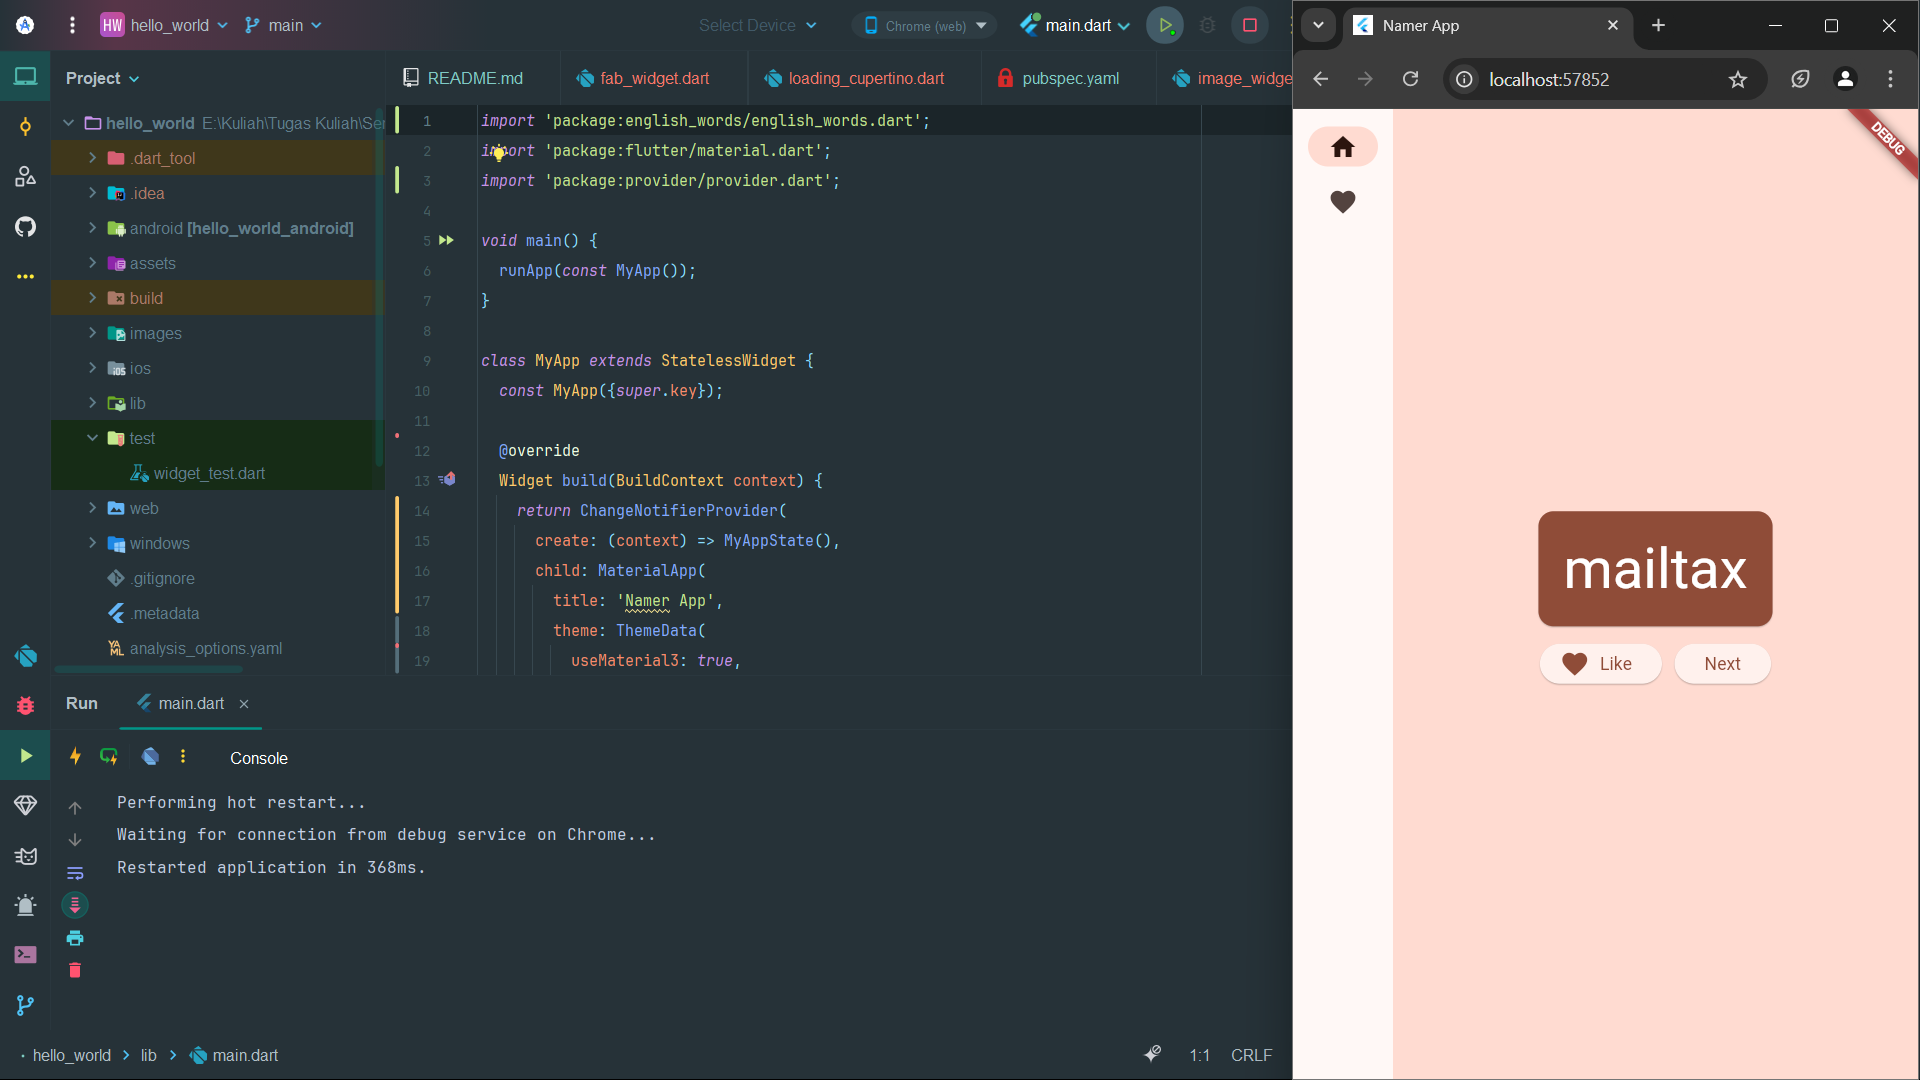 HW hello_world main Select Device Chrome (web) main.dart
Project
README.md fab_widget.dart loading_cupertino.dart pubspec.yaml image_widge
hello_world E:\Kuliah\Tugas Kuliah\Ser
.dart_tool
.idea
android [hello_world_android]
assets
build
images
ios
lib
test
widget_test.dart
web
windows
.gitignore
.metadata
analysis_options.yaml
1 import 'package:english_words/english_words.dart';
2 import 'package:flutter/material.dart';
3 import 'package:provider/provider.dart';
4
5 void main() {
6 runApp(const MyApp());
7 }
8
9 class MyApp extends StatelessWidget {
10 const MyApp({super.key});
11
12 @override
13 Widget build(BuildContext context) {
14 return ChangeNotifierProvider(
15 create: (context) => MyAppState(),
16 child: MaterialApp(
17 title: 'Namer App',
18 theme: ThemeData(
19 useMaterial3: true,
Run main.dart
Console
Performing hot restart...
Waiting for connection from debug service on Chrome...
Restarted application in 368ms.
hello_world lib main.dart
1:1 CRLF
Namer App
localhost:57852
DEBUG
mailtax
Like Next